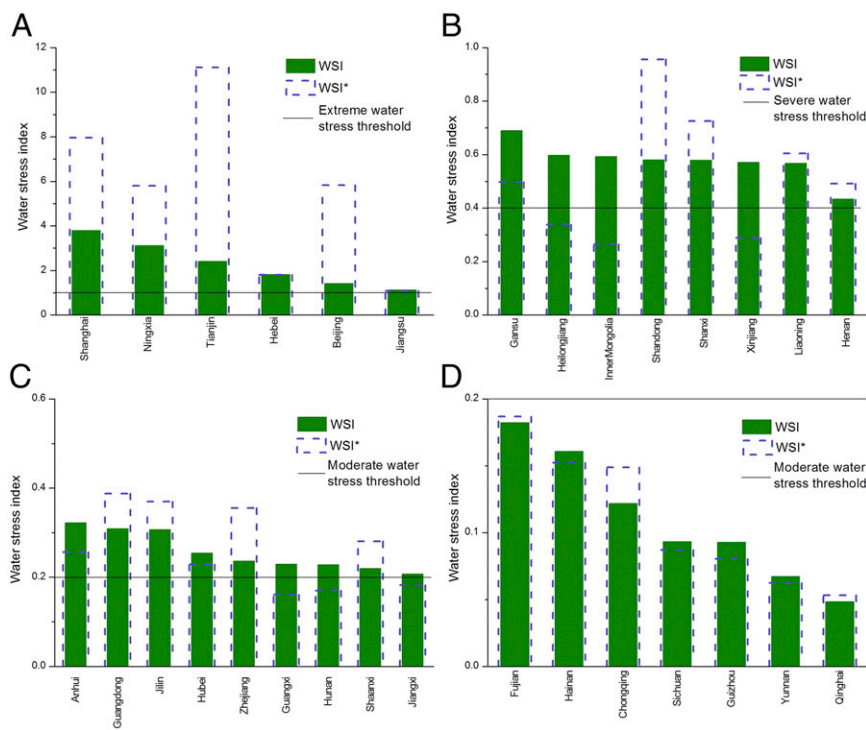 A
Water stress index
12
10
8
6
4
2
0
WSI
WSI*
Extreme water
stress threshold
Shanghai
Ningxia
Tianjin
Hebei
Beijing
Jiangsu
B
Water stress index
1.0
0.8
0.6
0.4
0.2
0.0
WSI
WSI*
Severe water
stress threshold
Gansu
Heilongjiang
InnerMongolia
Shandong
Shanxi
Xinjiang
Liaoning
Henan
C
Water stress index
0.6
0.4
0.2
0.0
WSI
WSI*
Moderate water
stress threshold
Anhui
Guangdong
Jilin
Hubei
Zhejiang
Guangxi
Hunan
Shaanxi
Jiangxi
D
Water stress index
0.2
0.1
0.0
WSI
WSI*
Moderate water
stress threshold
Fujian
Hainan
Chongqing
Sichuan
Guizhou
Yunnan
Qinghai